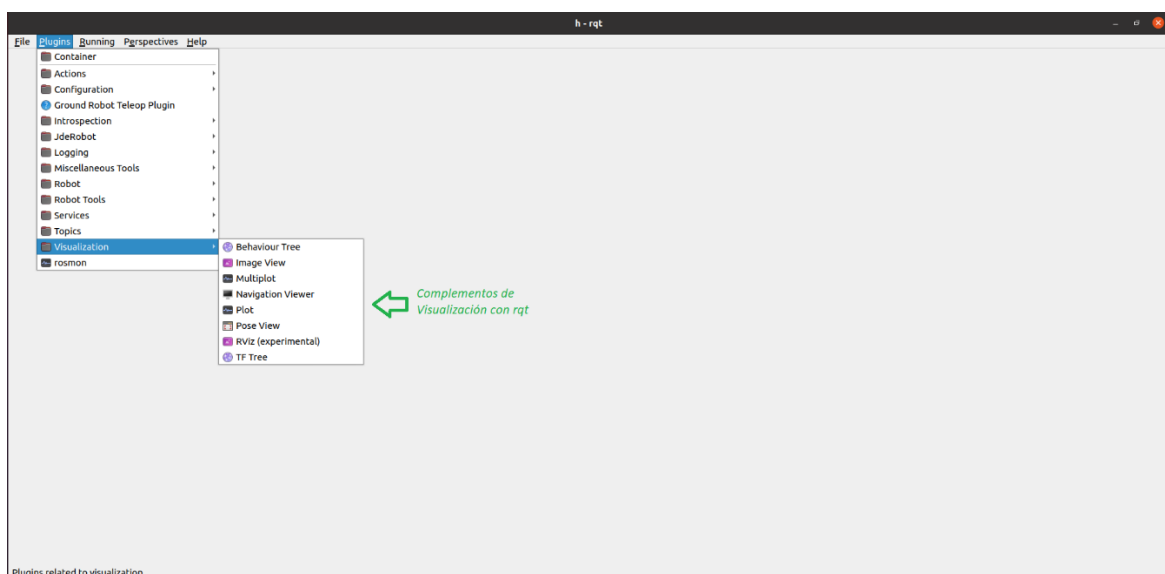 h - rqt
File Plugins Running Perspectives Help
Container
Actions
Configuration
Ground Robot Teleop Plugin
Introspection
JdeRobot
Logging
Miscellaneous Tools
Robot
Robot Tools
Services
Topics
Visualization
rosmon
Behaviour Tree
Image View
Multiplot
Navigation Viewer
Plot
Pose View
RViz (experimental)
TF Tree
Complementos de
Visualización con rqt
Plugins related to visualization